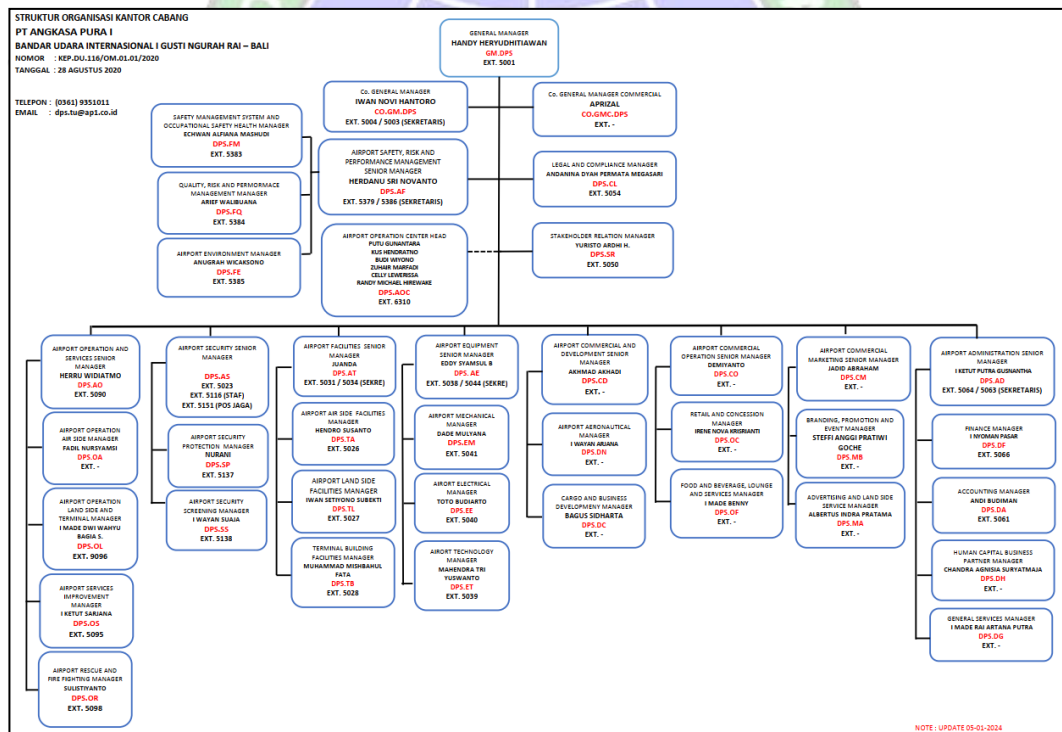 STRUKTUR ORGANISASI KANTOR CABANG
PT ANGKASA PURA I
BANDAR UDARA INTERNASIONAL I GUSTI NGURAH RAI – BALI
NOMOR : KEP.DU.116/OM.01.01/2020
TANGGAL : 28 AGUSTUS 2020
TELEPON : (0361) 9351011
EMAIL : dps.tu@ap1.co.id
GENERAL MANAGER
HANDY HERYUDHITIAWAN
GM.DPS
EXT. 5001
Co. GENERAL MANAGER
IWAN NOVI HANTORO
CO.GM.DPS
EXT. 5004 / 5003 (SEKRETARIS)
Co. GENERAL MANAGER COMMERCIAL
APRIZAL
CO.GMC.DPS
EXT. -
SAFETY MANAGEMENT SYSTEM AND
OCCUPATIONAL SAFETY HEALTH MANAGER
ECHWAN ALFIANA MASHUDI
DPS.FM
EXT. 5383
AIRPORT SAFETY, RISK AND
PERFORMANCE MANAGEMENT
SENIOR MANAGER
HERDANU SRI NOVANTO
DPS.AF
EXT. 5379 / 5386 (SEKRETARIS)
LEGAL AND COMPLIANCE MANAGER
ANDANINA DYAH PERMATA MEGASARI
DPS.CL
EXT. 5054
QUALITY, RISK AND PERMORMACE
MANAGEMENT MANAGER
ARIEF WALIBUANA
DPS.FQ
EXT. 5384
AIRPORT ENVIRONMENT MANAGER
ANUGRAH WICAKSONO
DPS.FE
EXT. 5385
AIRPORT OPERATION CENTER HEAD
PUTU GUNANTARA
KUS HENDRATNO
BUDI WIYONO
ZUHAIR MARFADI
CELLY LEWERISSA
RANDY MICHAEL HIREWAKE
DPS.AOC
EXT. 6310
STAKEHOLDER RELATION MANAGER
YURISTO ARDHI H.
DPS.SR
EXT. 5050
AIRPORT OPERATION AND
SERVICES SENIOR
MANAGER
HERRU WIDIATMO
DPS.AO
EXT. 5090
AIRPORT OPERATION
AIR SIDE MANAGER
FADIL NURSYAMSI
DPS.OA
EXT. -
AIRPORT OPERATION
LAND SIDE AND
TERMINAL MANAGER
I MADE DWI WAHYU
BAGIA S.
DPS.OL
EXT. 9096
AIRPORT SERVICES
IMPROVEMENT
MANAGER
I KETUT SARJANA
DPS.OS
EXT. 5095
AIRPORT RESCUE AND
FIRE FIGHTING MANAGER
SULISTIYANTO
DPS.OR
EXT. 5098
AIRPORT SECURITY SENIOR
MANAGER
DPS.AS
EXT. 5023
EXT. 5116 (STAF)
EXT. 5151 (POS JAGA)
AIRPORT SECURITY
PROTECTION MANAGER
NURANI
DPS.SP
EXT. 5137
AIRPORT SECURITY
SCREENING MANAGER
I WAYAN SUAJA
DPS.SS
EXT. 5138
AIRPORT FACILITIES SENIOR
MANAGER
JUANDA
DPS.AT
EXT. 5031 / 5034 (SEKRE)
AIRPORT AIR SIDE FACILITIES
MANAGER
HENDRO SUSANTO
DPS.TA
EXT. 5026
AIRPORT LAND SIDE
FACILITIES MANAGER
IWAN SETIYONO SUBEKTI
DPS.TL
EXT. 5027
TERMINAL BUILDING
FACILITIES MANAGER
MUHAMMAD MISHBAHUL
FATA
DPS.TB
EXT. 5028
AIRPORT EQUIPMENT
SENIOR MANAGER
EDDY SYAMSUL B
DPS. AE
EXT. 5038 / 5044 (SEKRE)
AIRPORT MECHANICAL
MANAGER
DADE MULYANA
DPS.EM
EXT. 5041
AIRORT ELECTRICAL
MANAGER
TOTO BUDIARTO
DPS.EE
EXT. 5040
AIRORT TECHNOLOGY
MANAGER
MAHENDRA TRI
YUSWANTO
DPS.ET
EXT. 5039
AIRPORT COMMERCIAL AND
DEVELOPMENT SENIOR
MANAGER
AKHMAD AKHADI
DPS.CD
EXT. -
AIRPORT AERONAUTICAL
MANAGER
I WAYAN ARJANA
DPS.DN
EXT. -
CARGO AND BUSINESS
DEVELOPMENY MANAGER
BAGUS SIDHARTA
DPS.DC
EXT. -
AIRPORT COMMERCIAL
OPERATION SENIOR MANAGER
DEMIYANTO
DPS.CO
EXT. -
RETAIL AND CONCESSION
MANAGER
IRENE NOVA KRISRIANTI
DPS.OC
EXT. -
FOOD AND BEVERAGE, LOUNGE
AND SERVICES MANAGER
I MADE BENNY
DPS.OF
EXT. -
AIRPORT COMMERCIAL
MARKETING SENIOR MANAGER
JADID ABRAHAM
DPS.CM
EXT. -
BRANDING, PROMOTION AND
EVENT MANAGER
STEFFI ANGGI PRATIWI
GOCHE
DPS.MB
EXT. -
ADVERTISING AND LAND SIDE
SERVICE MANAGER
ALBERTUS INDRA PRATAMA
DPS.MA
EXT. -
AIRPORT ADMINISTRATION SENIOR
MANAGER
I KETUT PUTRA GUSNANTHA
DPS.AD
EXT. 5064 / 5063 (SEKRETARIS)
FINANCE MANAGER
I NYOMAN PASAR
DPS.DF
EXT. 5066
ACCOUNTING MANAGER
ANDI BUDIMAN
DPS.DA
EXT. 5061
HUMAN CAPITAL BUSINESS
PARTNER MANAGER
CHANDRA AGNISIA SURYATMAJA
DPS.DH
EXT. -
GENERAL SERVICES MANAGER
I MADE RAI ARTANA PUTRA
DPS.DG
EXT. -
NOTE : UPDATE 05-01-2024